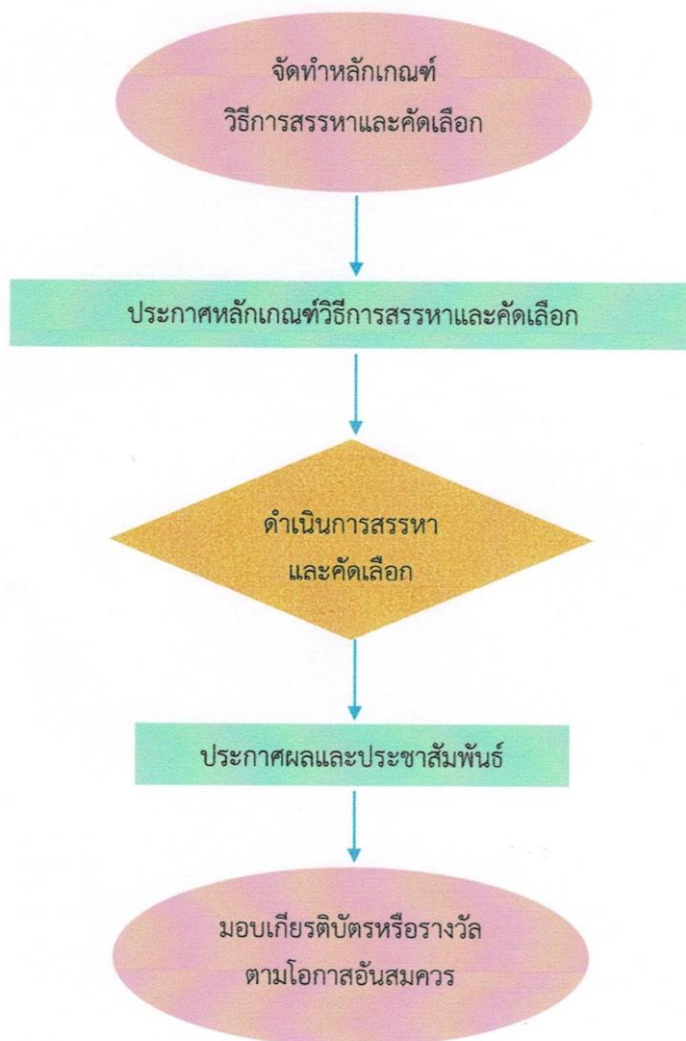 จัดทำหลักเกณฑ์
วิธีการสรรหาและคัดเลือก
ประกาศหลักเกณฑ์วิธีการสรรหาและคัดเลือก
ดำเนินการสรรหา
และคัดเลือก
ประกาศผลและประชาสัมพันธ์
มอบเกียรติบัตรหรือรางวัล
ตามโอกาสอันสมควร